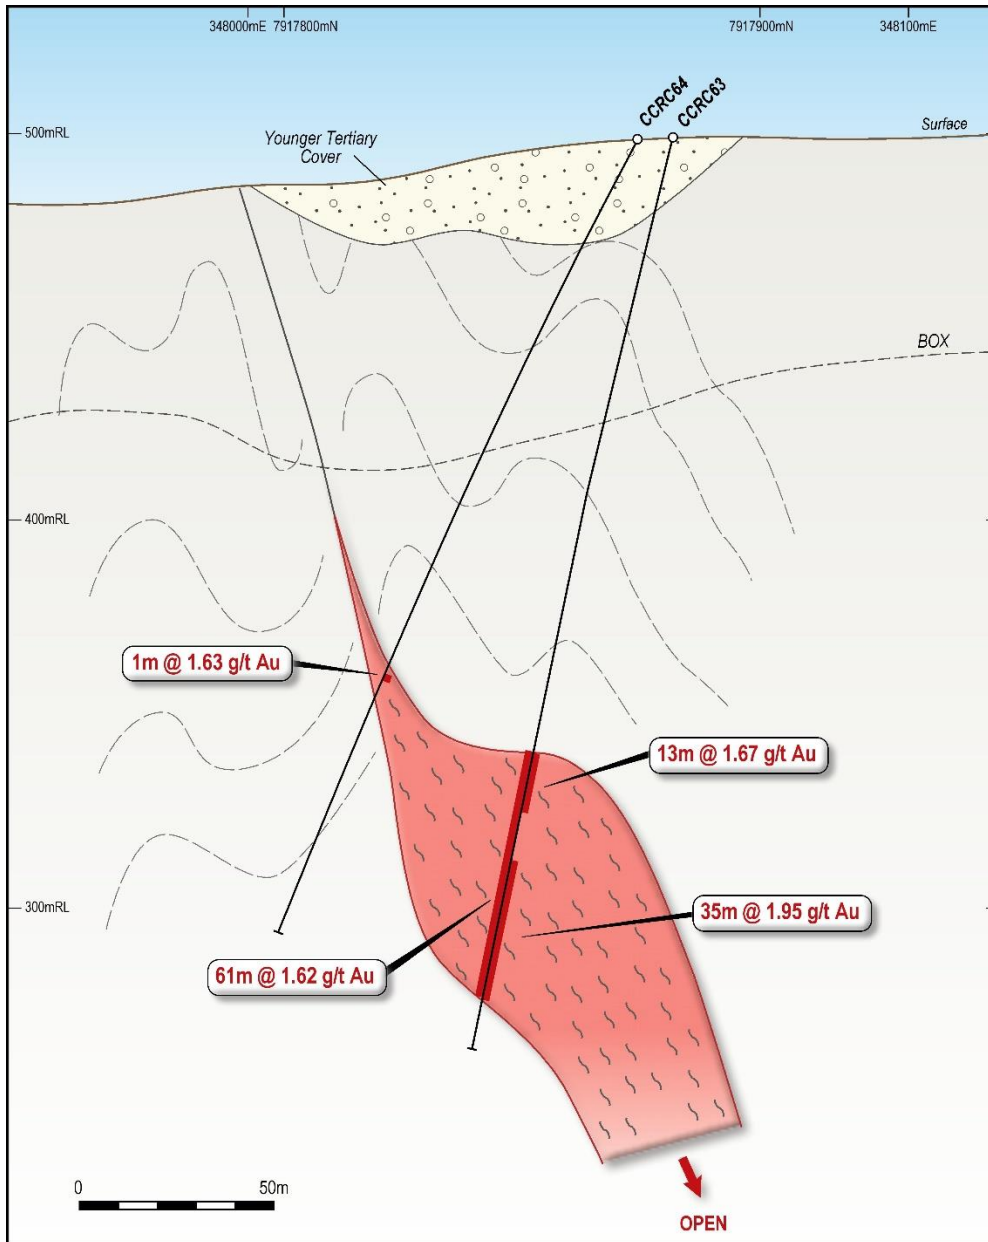 348000mE 7917800mN 7917900mN 348100mE
CCRC64
CCRC63
500mRL
Younger Tertiary
Cover
Surface
BOX
400mRL
1m @ 1.63 g/t Au
13m @ 1.67 g/t Au
300mRL
35m @ 1.95 g/t Au
61m @ 1.62 g/t Au
0 50m
OPEN